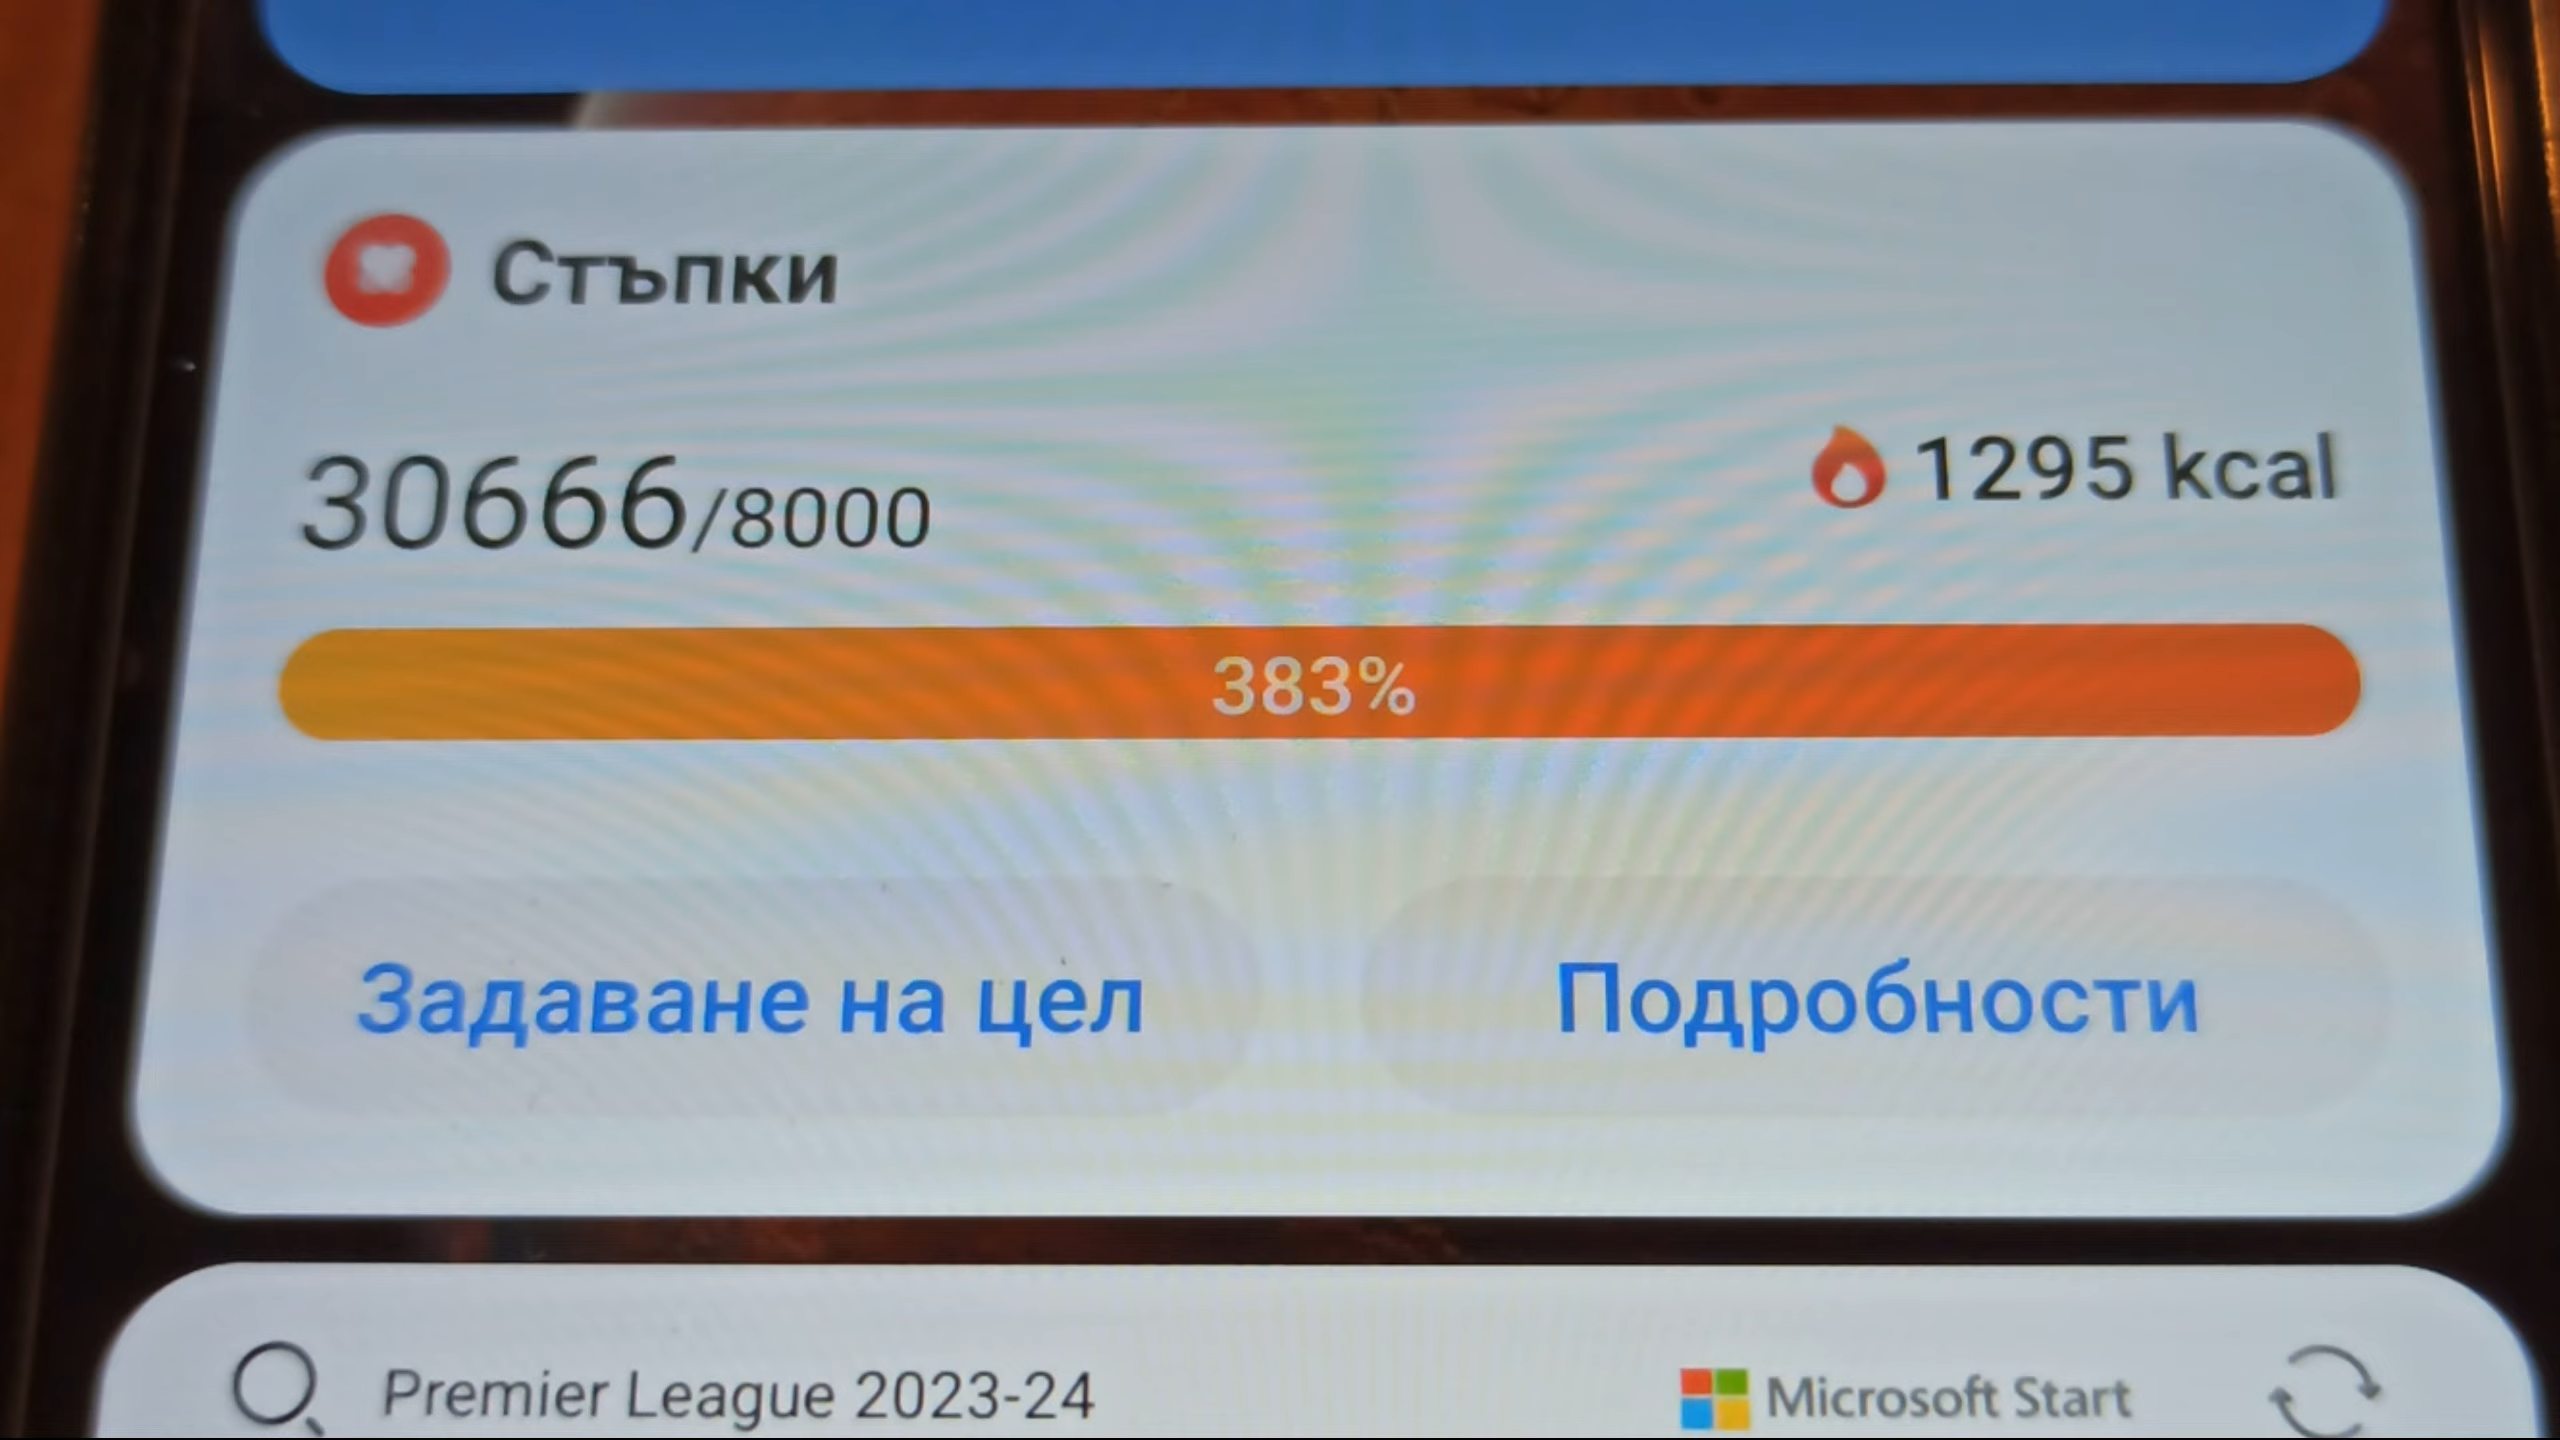 Стъпки
30666/8000
1295 kcal
383%
Задаване на цел
Подробности
Premier League 2023-24
Microsoft Start